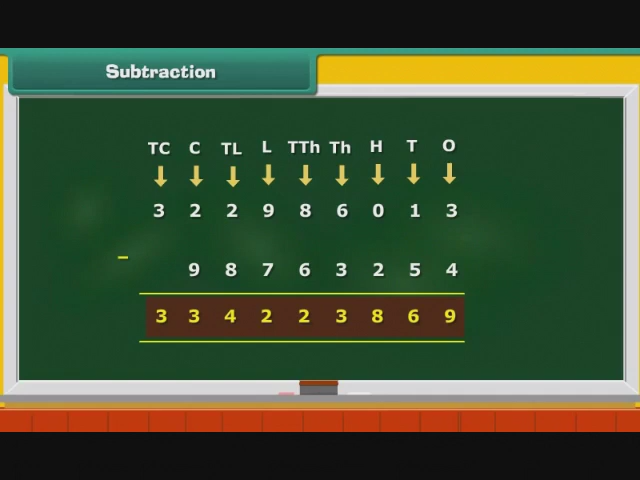 Subtraction
TC C TL L TTh Th H T O
3 2 2 9 8 6 0 1 3
–
9 8 7 6 3 2 5 4
3 3 4 2 2 3 8 6 9